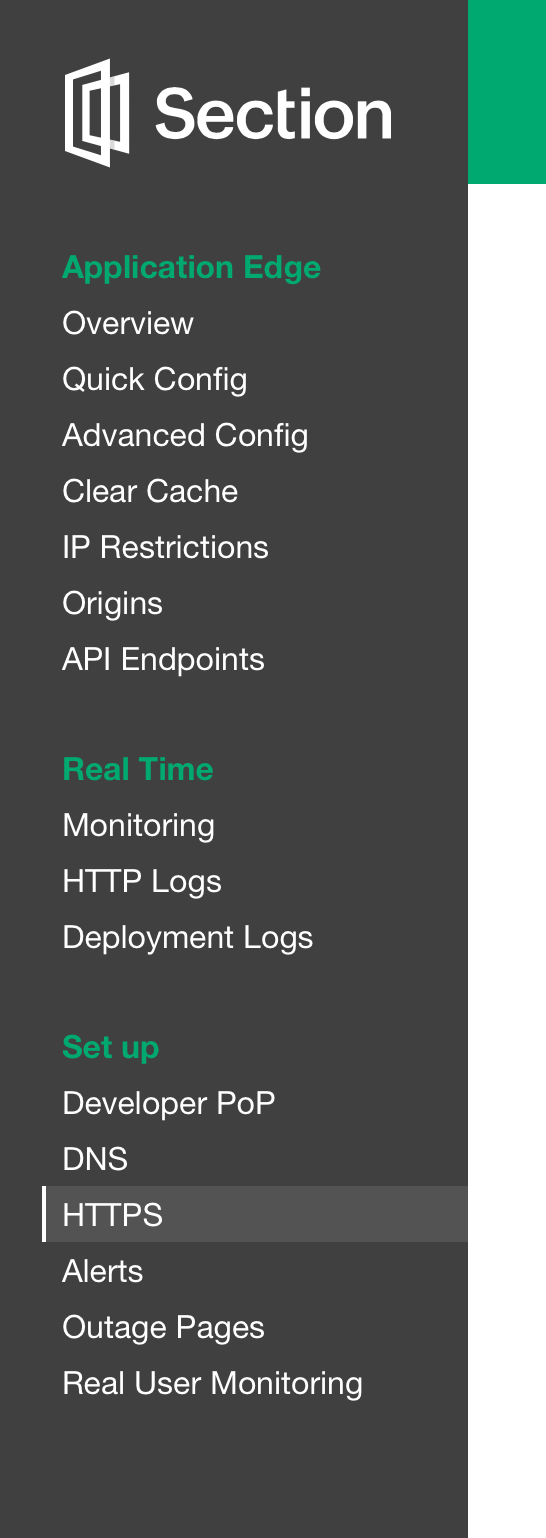 Section
Application Edge
Overview
Quick Config
Advanced Config
Clear Cache
IP Restrictions
Origins
API Endpoints
Real Time
Monitoring
HTTP Logs
Deployment Logs
Set up
Developer PoP
DNS
HTTPS
Alerts
Outage Pages
Real User Monitoring